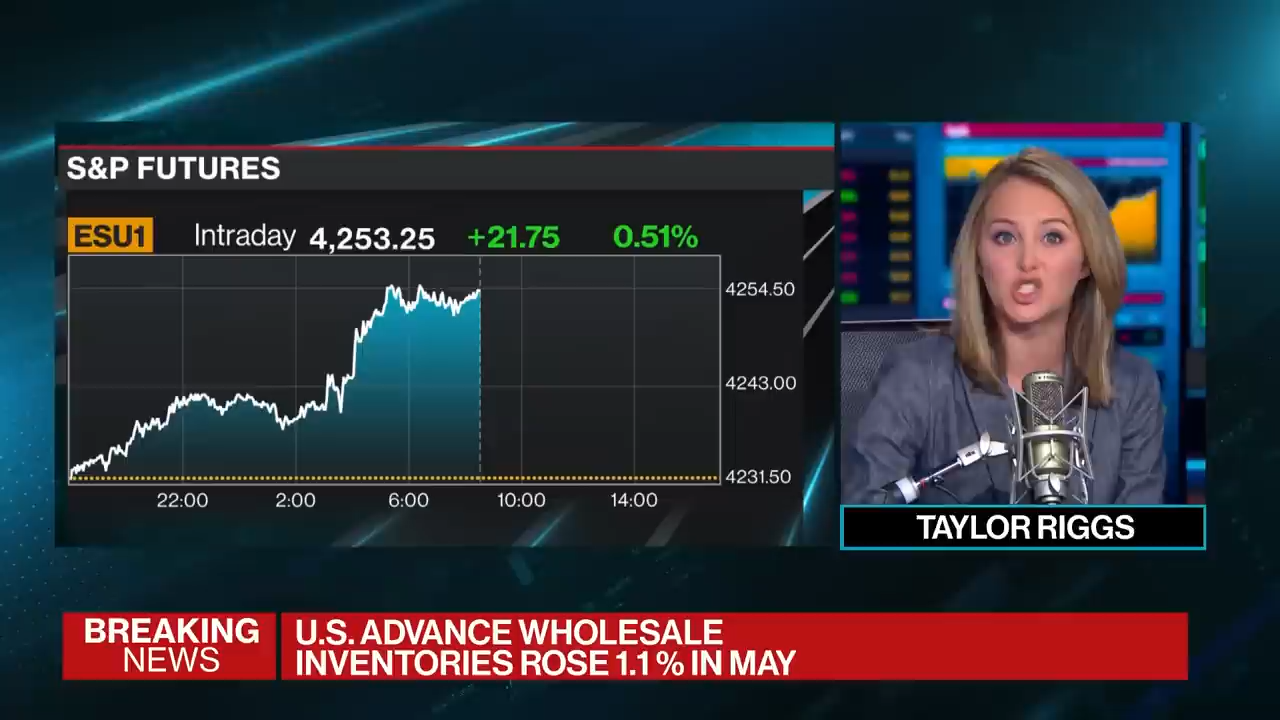 S&P FUTURES
ESU1 Intraday 4,253.25 +21.75 0.51%
4254.50
4243.00
4231.50
22:00 2:00 6:00 10:00 14:00
TAYLOR RIGGS
BREAKING NEWS
U.S. ADVANCE WHOLESALE
INVENTORIES ROSE 1.1% IN MAY